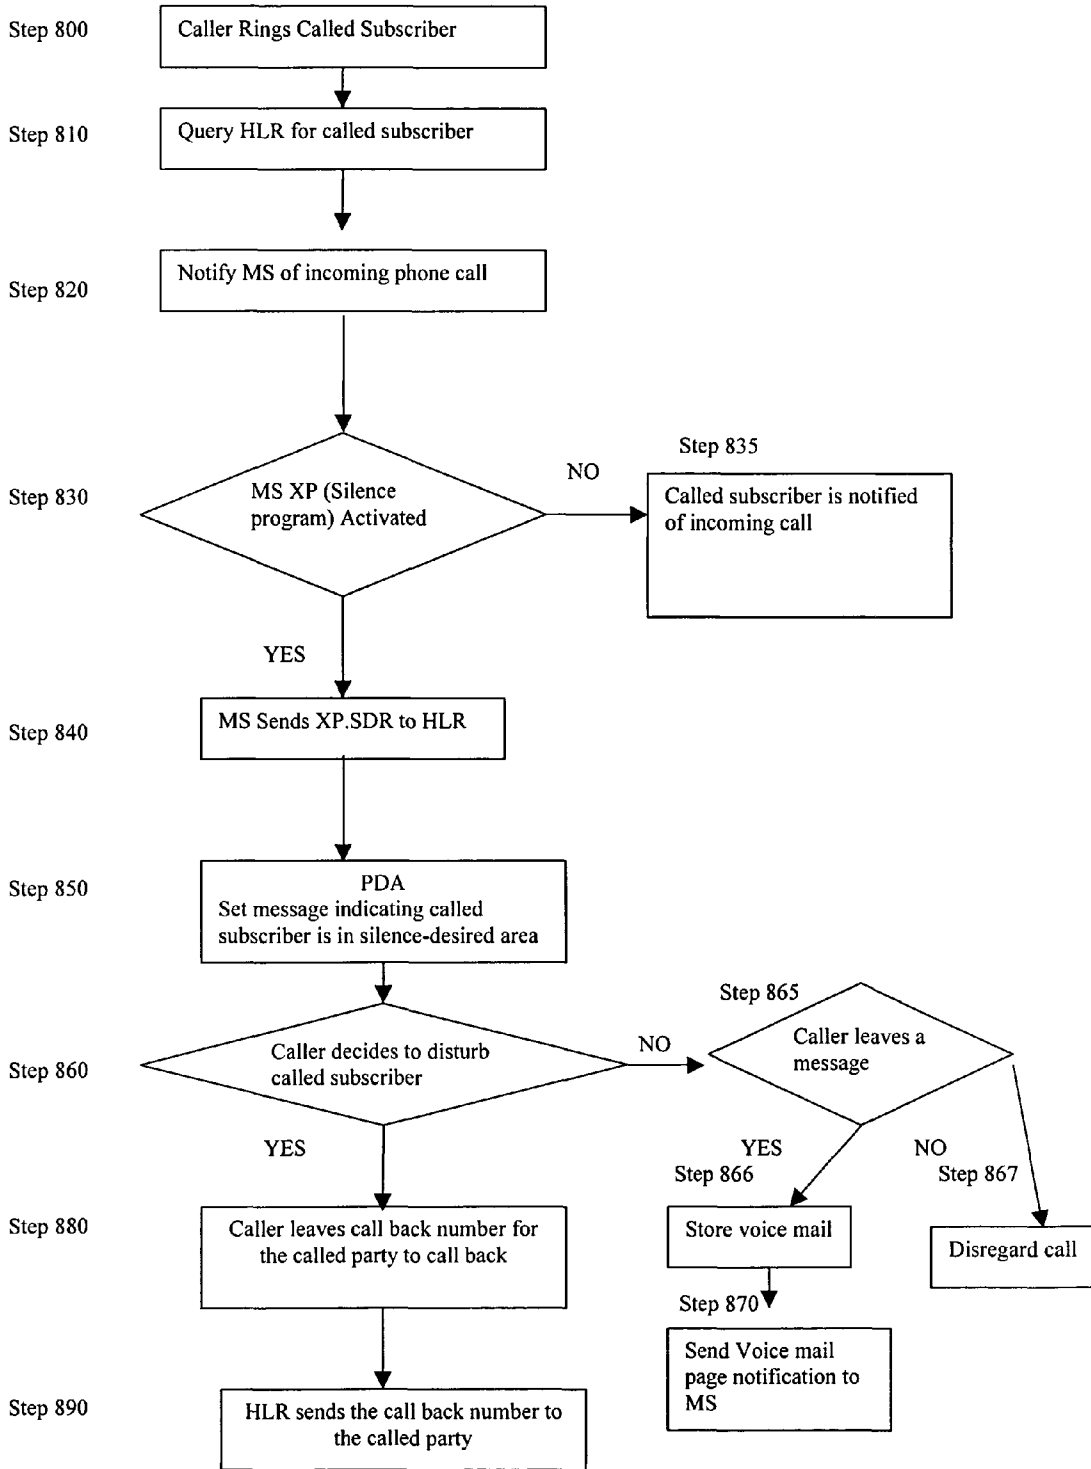 Step 800
Caller Rings Called Subscriber
Step 810
Query HLR for called subscriber
Step 820
Notify MS of incoming phone call
Step 830
MS XP (Silence
program) Activated
NO
Step 835
Called subscriber is notified
of incoming call
YES
Step 840
MS Sends XP.SDR to HLR
Step 850
PDA
Set message indicating called
subscriber is in silence-desired area
Step 860
Caller decides to disturb
called subscriber
NO
Step 865
Caller leaves a
message
YES
Step 866
NO
Step 867
Store voice mail
Disregard call
Step 870
Send Voice mail
page notification to
MS
YES
Step 880
Caller leaves call back number for
the called party to call back
Step 890
HLR sends the call back number to
the called party